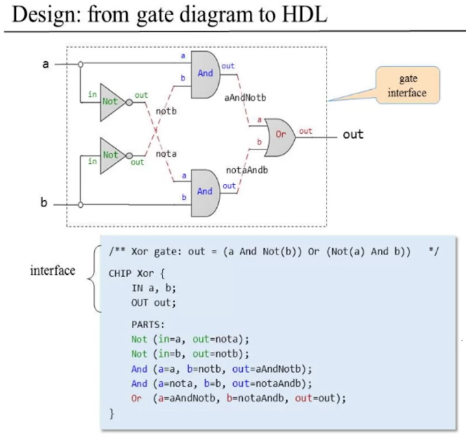 Design: from gate diagram to HDL
a
a
b
And
out
aAndNotb
in
Not
out
notb
gate
interface
a
b
Or
out
out
in
Not
out
nota
notaAndb
a
b
And
out
b
interface
/** Xor gate: out = (a And Not(b)) Or (Not(a) And b)) */
CHIP Xor {
IN a, b;
OUT out;
PARTS:
Not (in=a, out=nota);
Not (in=b, out=notb);
And (a=a, b=notb, out=aAndNotb);
And (a=nota, b=b, out=notaAndb);
Or (a=aAndNotb, b=notaAndb, out=out);
}